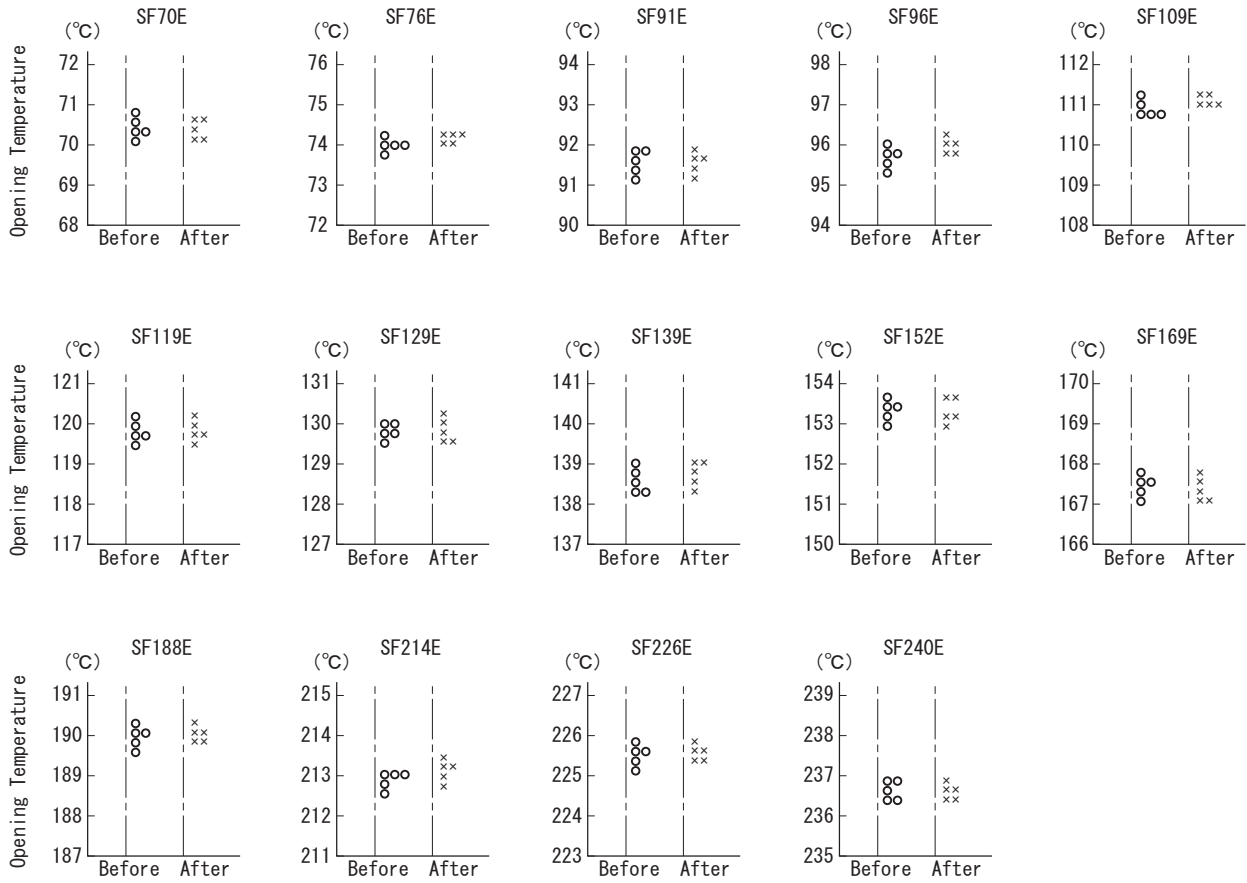 SF70E
(℃)
Opening Temperature
72
71
70
69
68
Before After
SF76E
(℃)
76
75
74
73
72
Before After
SF91E
(℃)
94
93
92
91
90
Before After
SF96E
(℃)
98
97
96
95
94
Before After
SF109E
(℃)
112
111
110
109
108
Before After
SF119E
(℃)
Opening Temperature
121
120
119
118
117
Before After
SF129E
(℃)
131
130
129
128
127
Before After
SF139E
(℃)
141
140
139
138
137
Before After
SF152E
(℃)
154
153
152
151
150
Before After
SF169E
(℃)
170
169
168
167
166
Before After
SF188E
(℃)
Opening Temperature
191
190
189
188
187
Before After
SF214E
(℃)
215
214
213
212
211
Before After
SF226E
(℃)
227
226
225
224
223
Before After
SF240E
(℃)
239
238
237
236
235
Before After